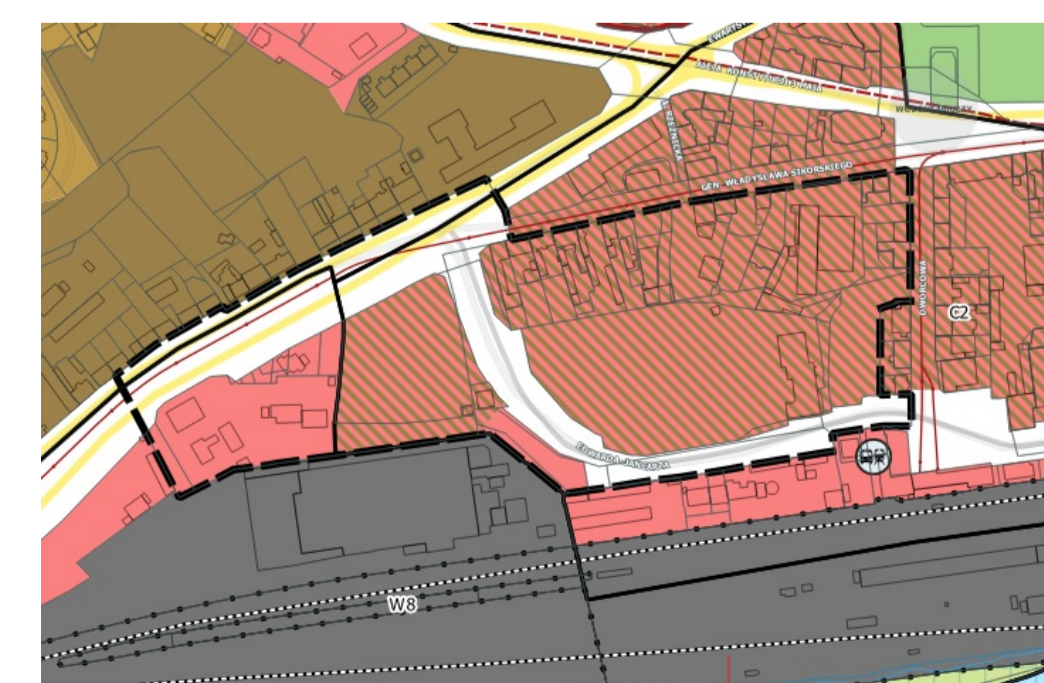 ALEJA KONSTYTUCJI 3 MAJA
GEN. WŁADYSŁAWA SIKORSKIEGO
DWORCOWA
C2
EDWARDA JANCARZA
W8